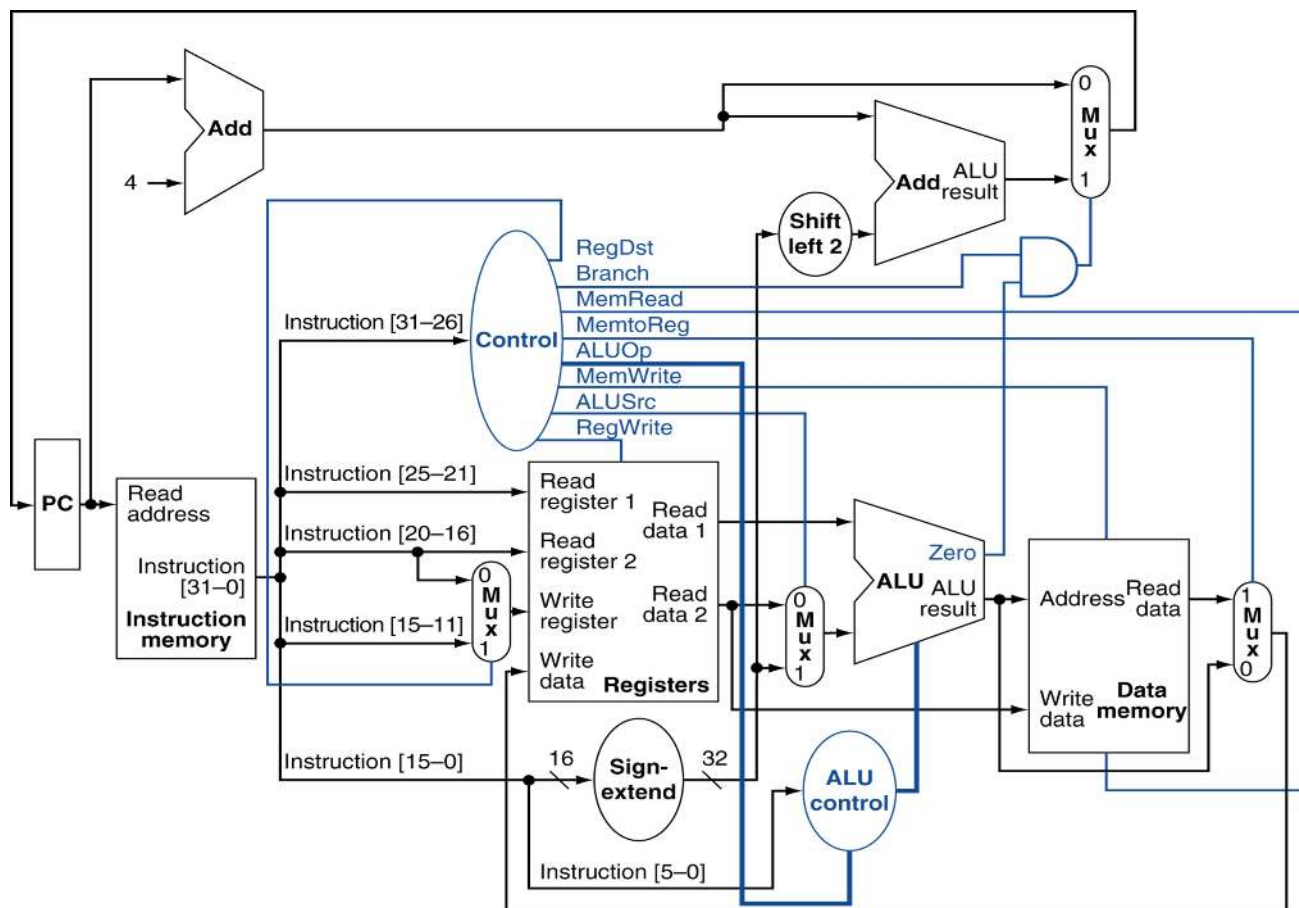 0
Mux
1
Add
4
Add
ALU
result
Shift
left 2
RegDst
Branch
MemRead
MemtoReg
ALUOp
MemWrite
ALUSrc
RegWrite
Control
Instruction [31–26]
Instruction [25–21]
Instruction [20–16]
Instruction [15–11]
Instruction [15–0]
Instruction [5–0]
PC
Read
address
Instruction
[31–0]
Instruction
memory
0
Mux
1
Read
register 1
Read
register 2
Write
register
Write
data
Read
data 1
Read
data 2
Registers
0
Mux
1
Zero
ALU
ALU
result
Address
Read
data
Write
data
Data
memory
1
Mux
0
16
Sign-
extend
32
ALU
control